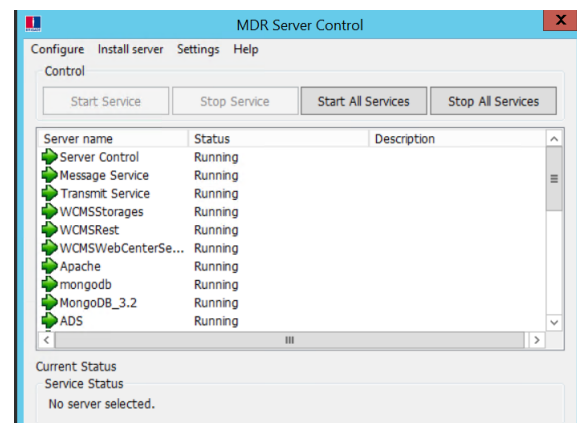 MDR Server Control
X
Configure Install server Settings Help
Control
Start Service Stop Service Start All Services Stop All Services
Server name Status Description
Server Control Running
Message Service Running
Transmit Service Running
WCMSStorages Running
WCMSRest Running
WCMSWebCenterSe... Running
Apache Running
mongodb Running
MongoDB_3.2 Running
ADS Running
Current Status
Service Status
No server selected.